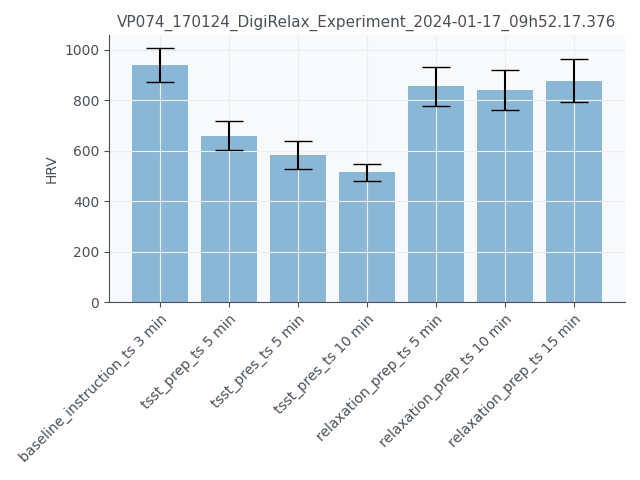 VP074_170124_DigiRelax_Experiment_2024-01-17_09h52.17.376
HRV
1000
800
600
400
200
0
baseline_instruction_ts 3 min
tsst_prep_ts 5 min
tsst_pres_ts 5 min
tsst_pres_ts 10 min
relaxation_prep_ts 5 min
relaxation_prep_ts 10 min
relaxation_prep_ts 15 min